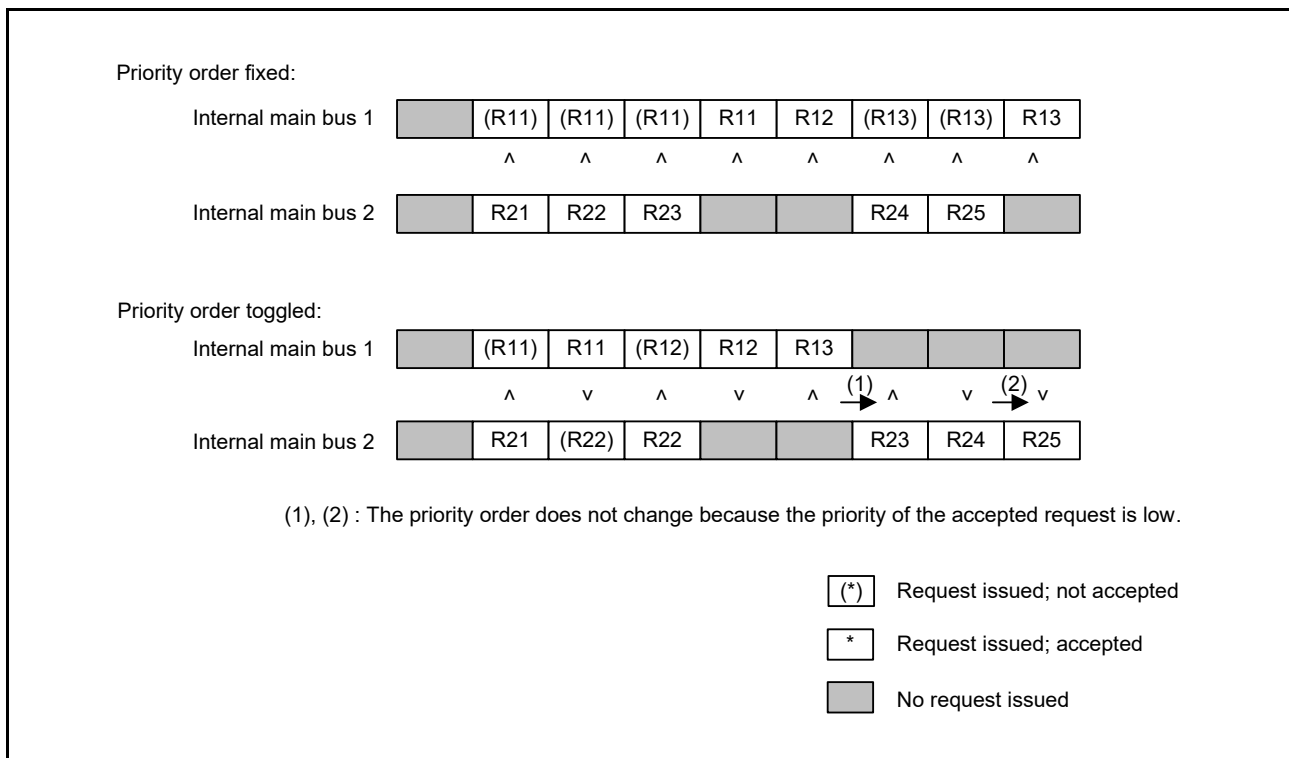 Priority order fixed:
Internal main bus 1 (R11) (R11) (R11) R11 R12 (R13) (R13) R13
^ ^ ^ ^ ^ ^ ^ ^
Internal main bus 2 R21 R22 R23 R24 R25
Priority order toggled:
Internal main bus 1 (R11) R11 (R12) R12 R13
^ v ^ v ^ (1) ^ v (2) v
Internal main bus 2 R21 (R22) R22 R23 R24 R25
(1), (2) : The priority order does not change because the priority of the accepted request is low.
(*) Request issued; not accepted
* Request issued; accepted
No request issued